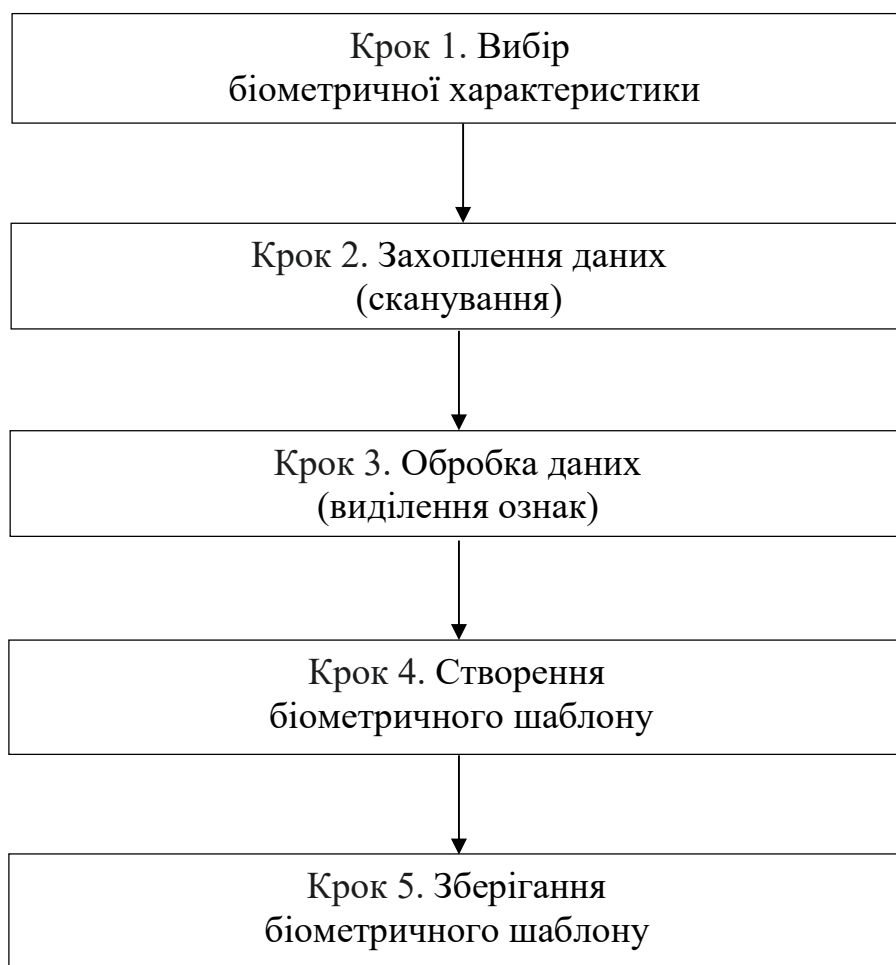 Крок 1. Вибір
біометричної характеристики
Крок 2. Захоплення даних
(сканування)
Крок 3. Обробка даних
(виділення ознак)
Крок 4. Створення
біометричного шаблону
Крок 5. Зберігання
біометричного шаблону